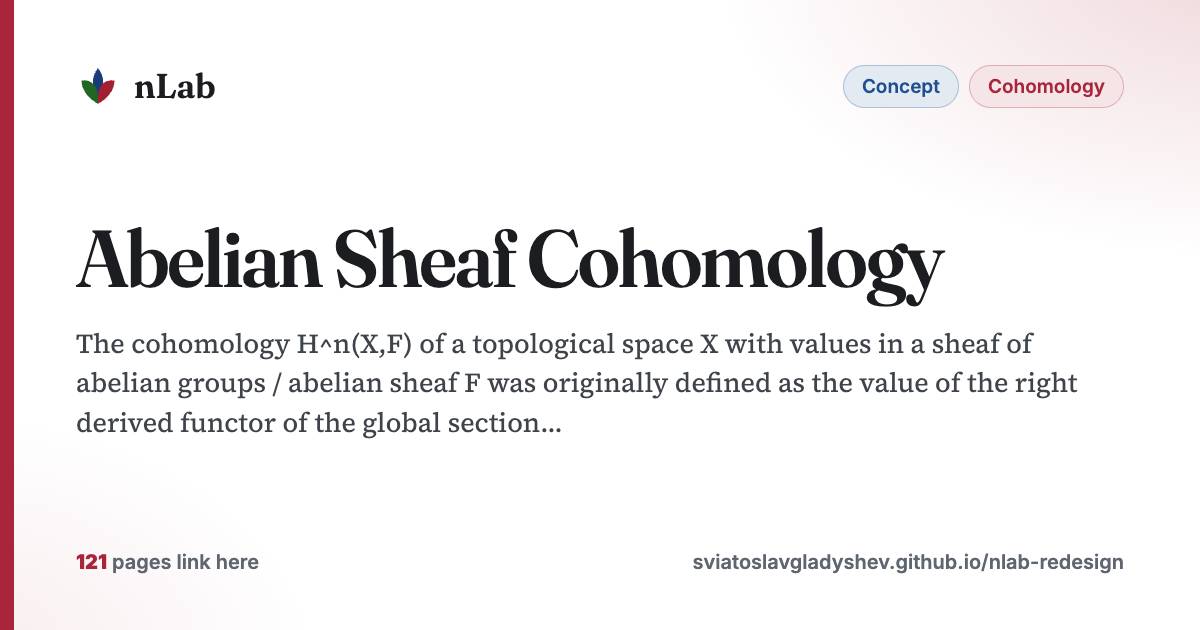 nLab
Concept
Cohomology
Abelian Sheaf Cohomology
The cohomology H^n(X,F) of a topological space X with values in a sheaf of
abelian groups / abelian sheaf F was originally defined as the value of the right
derived functor of the global section...
121 pages link here
sviatoslavgladyshev.github.io/nlab-redesign